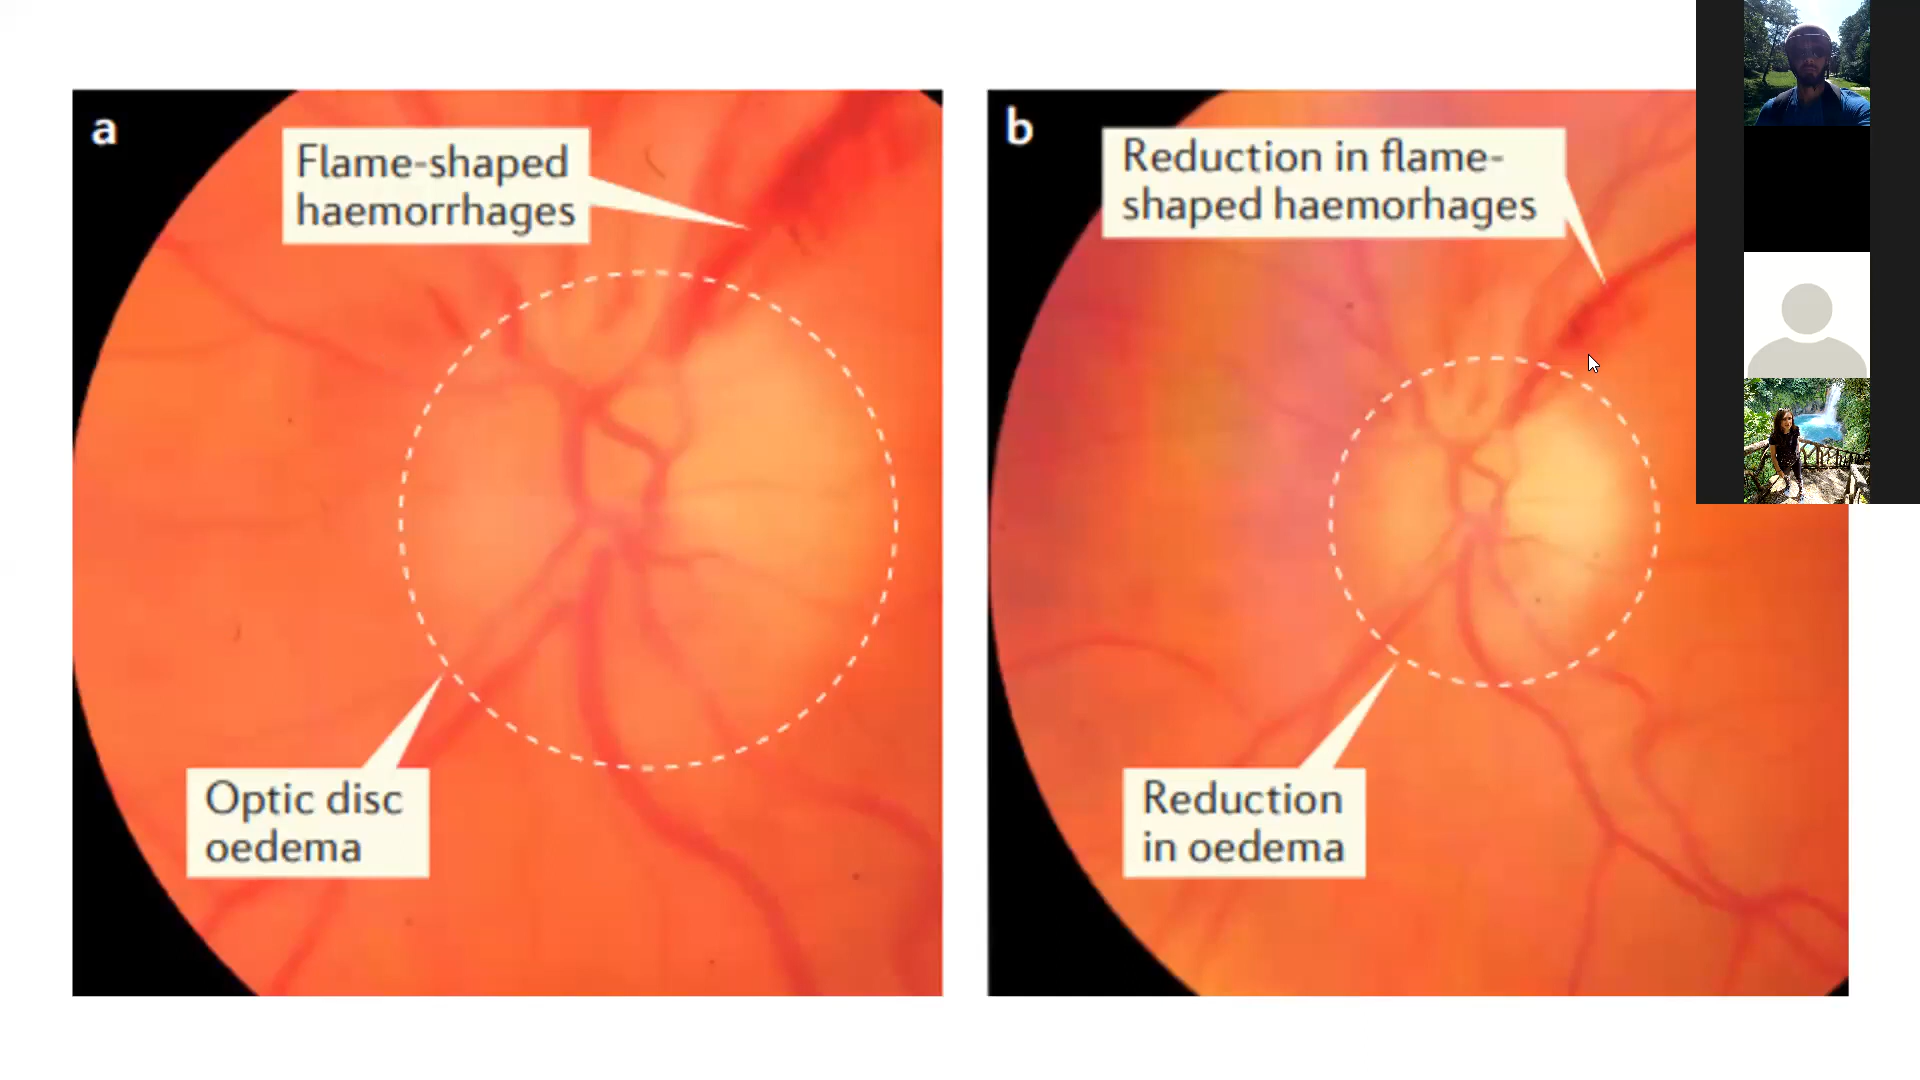 a
Flame-shaped
haemorrhages
Optic disc
oedema
b
Reduction in flame-
shaped haemorhages
Reduction
in oedema